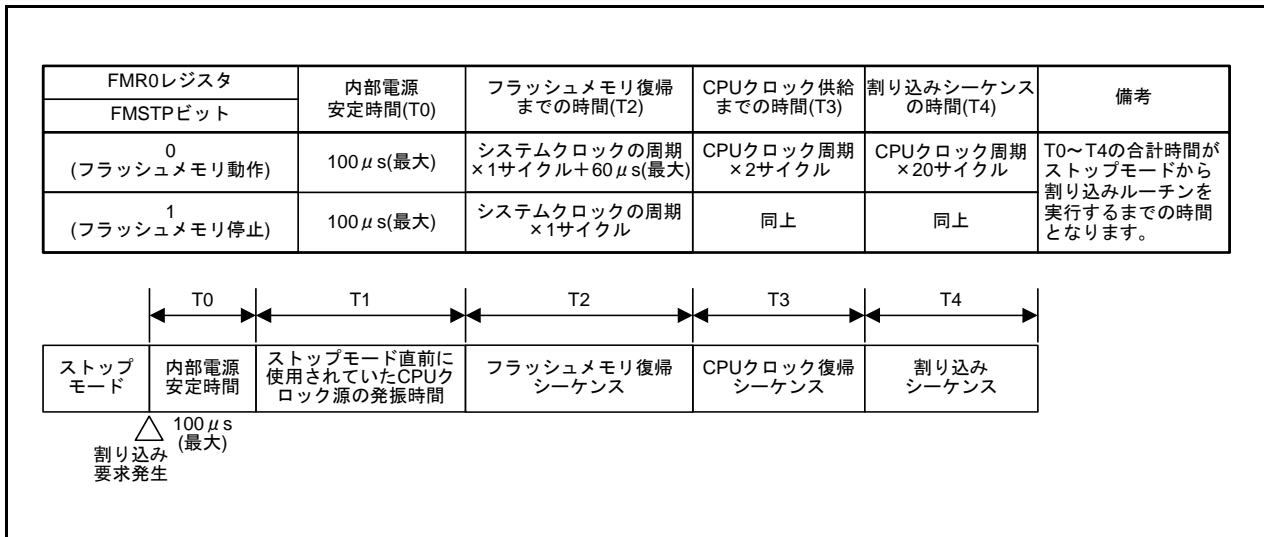 FMR0レジスタ
FMSTPビット
内部電源
安定時間(T0)
フラッシュメモリ復帰
までの時間(T2)
CPUクロック供給
までの時間(T3)
割り込みシーケンス
の時間(T4)
備考
0
(フラッシュメモリ動作)
100μs(最大)
システムクロックの周期
×1サイクル+60μs(最大)
CPUクロック周期
×2サイクル
CPUクロック周期
×20サイクル
T0~T4の合計時間が
ストップモードから
割り込みルーチンを
実行するまでの時間
となります。
1
(フラッシュメモリ停止)
100μs(最大)
システムクロックの周期
×1サイクル
同上
同上
T0
T1
T2
T3
T4
ストップ
モード
内部電源
安定時間
ストップモード直前に
使用されていたCPUク
ロック源の発振時間
フラッシュメモリ復帰
シーケンス
CPUクロック復帰
シーケンス
割り込み
シーケンス
100μs
(最大)
割り込み
要求発生